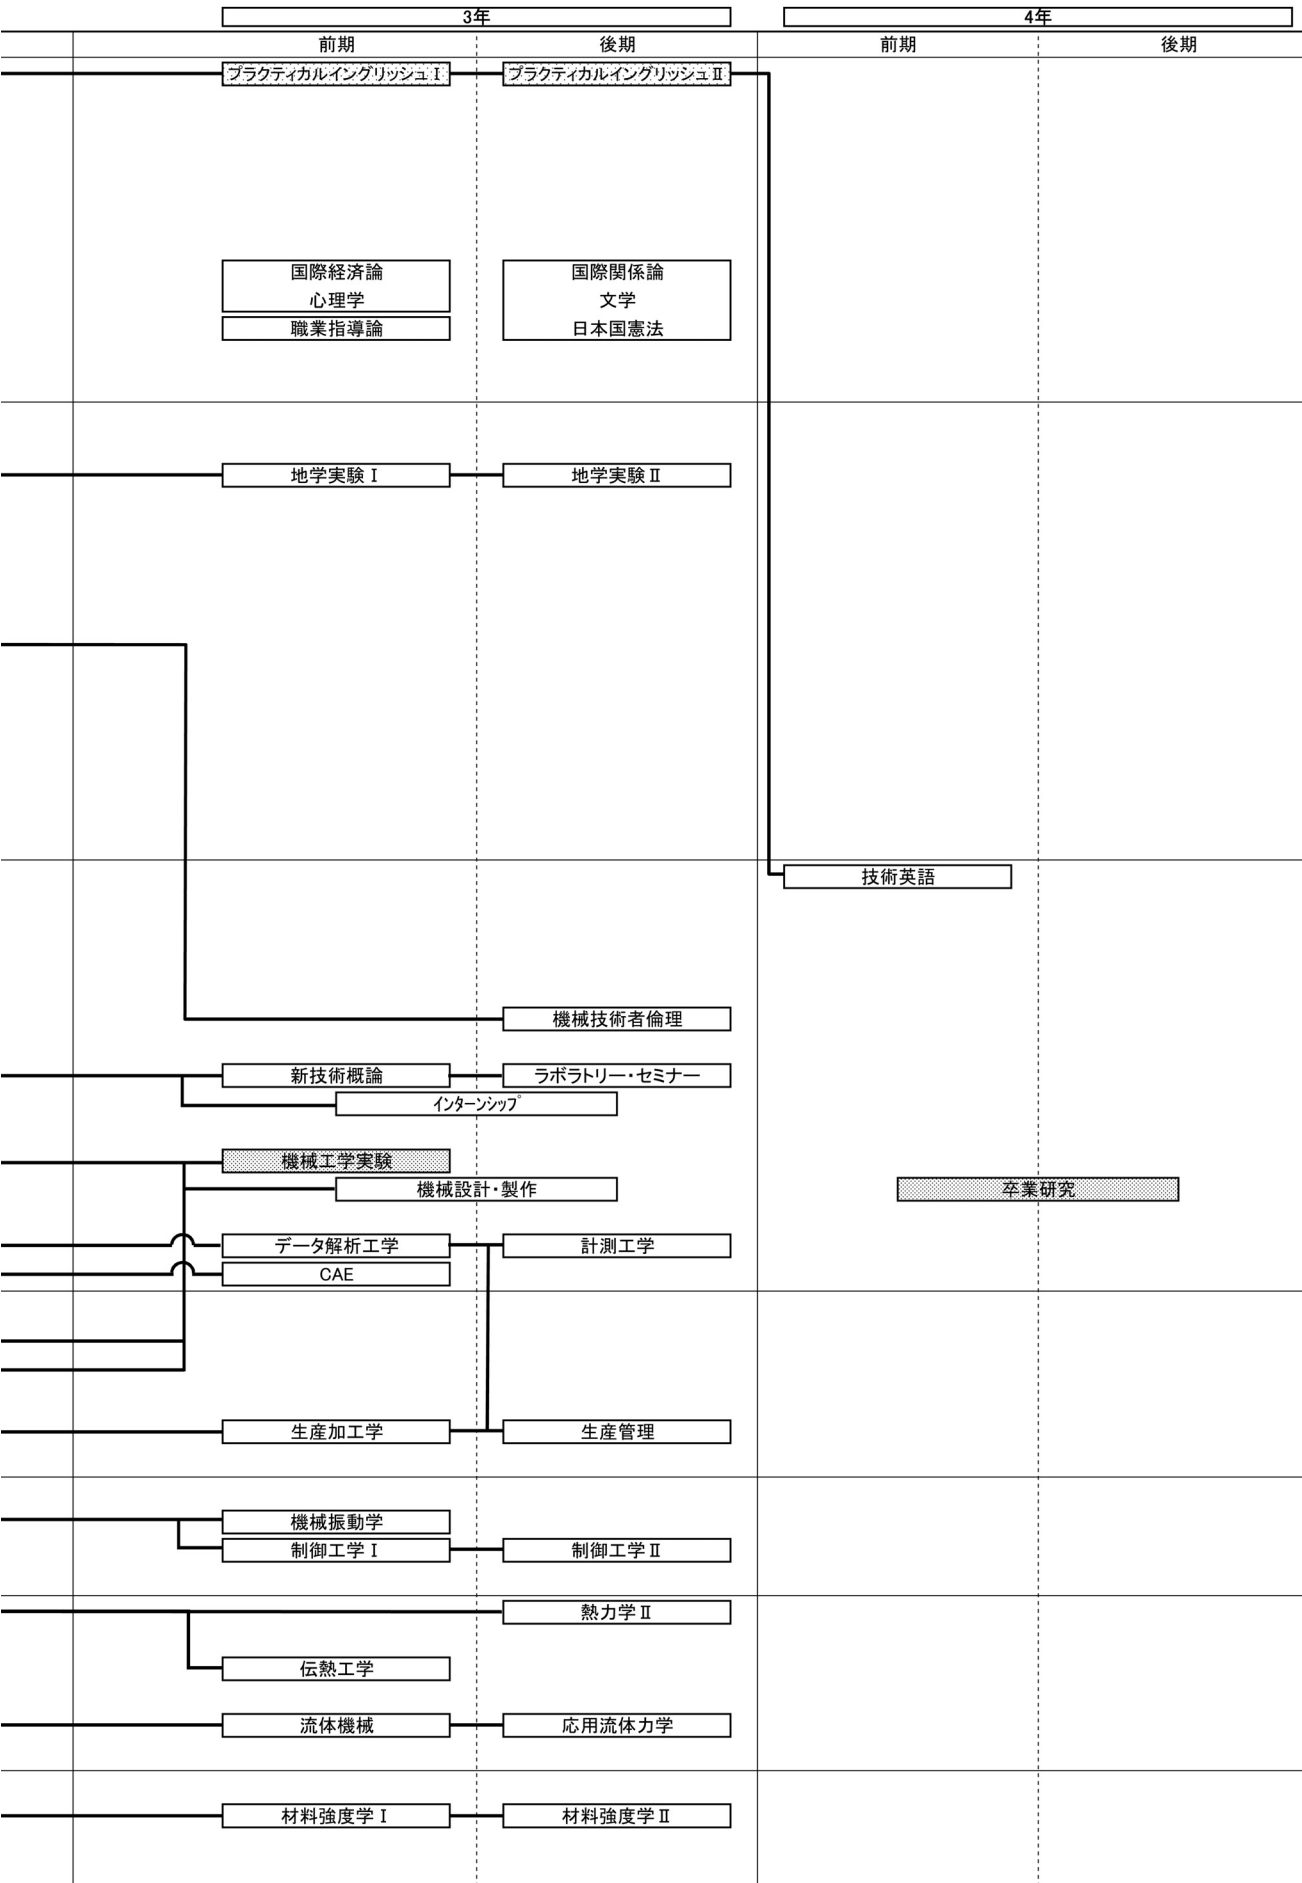 3年
4年
前期
後期
前期
後期
プラクティカルイングリッシュⅠ
プラクティカルイングリッシュⅡ
国際経済論
心理学
職業指導論
国際関係論
文学
日本国憲法
地学実験Ⅰ
地学実験Ⅱ
技術英語
機械技術者倫理
新技術概論
ラボラトリー・セミナー
インターンシップ
機械工学実験
機械設計・製作
卒業研究
データ解析工学
計測工学
CAE
生産加工学
生産管理
機械振動学
制御工学Ⅰ
制御工学Ⅱ
熱力学Ⅱ
伝熱工学
流体機械
応用流体力学
材料強度学Ⅰ
材料強度学Ⅱ